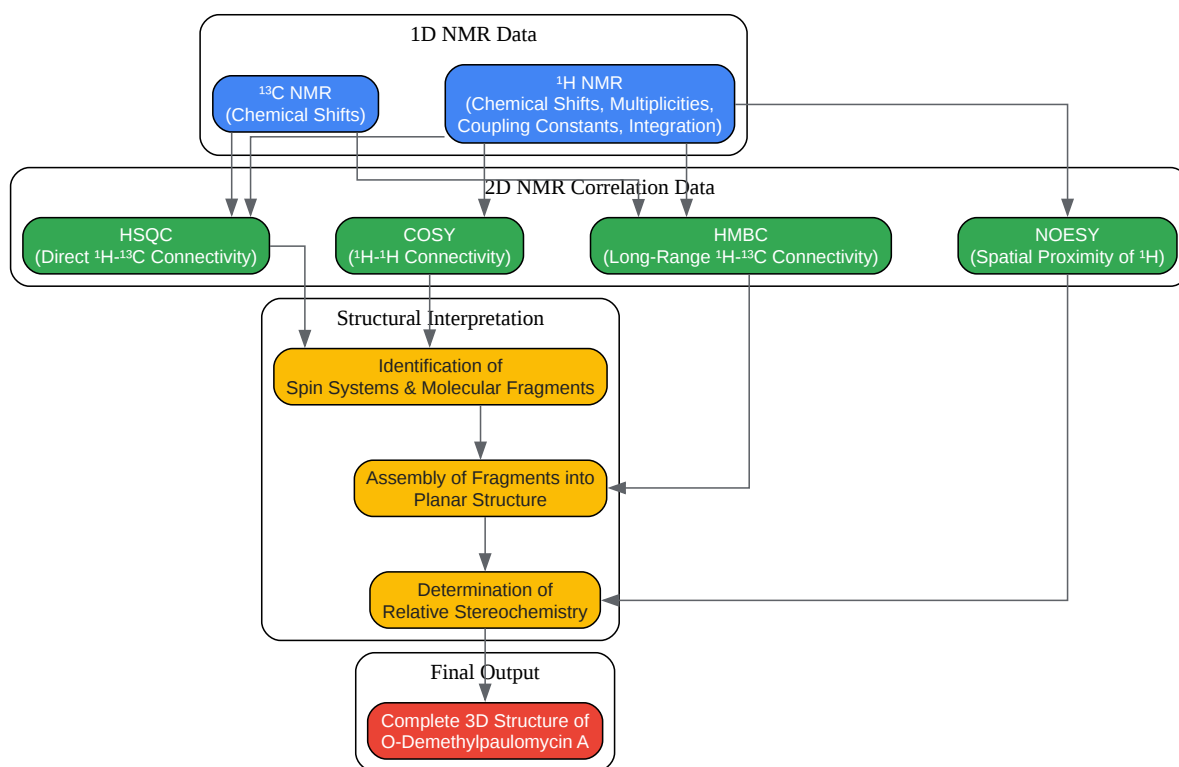 1D NMR Data
¹³C NMR
(Chemical Shifts)
¹H NMR
(Chemical Shifts, Multiplicities,
Coupling Constants, Integration)
2D NMR Correlation Data
HSQC
(Direct ¹H-¹³C Connectivity)
COSY
(¹H-¹H Connectivity)
HMBC
(Long-Range ¹H-¹³C Connectivity)
NOESY
(Spatial Proximity of ¹H)
Structural Interpretation
Identification of
Spin Systems & Molecular Fragments
Assembly of Fragments into
Planar Structure
Determination of
Relative Stereochemistry
Final Output
Complete 3D Structure of
O-Demethylpaulomycin A